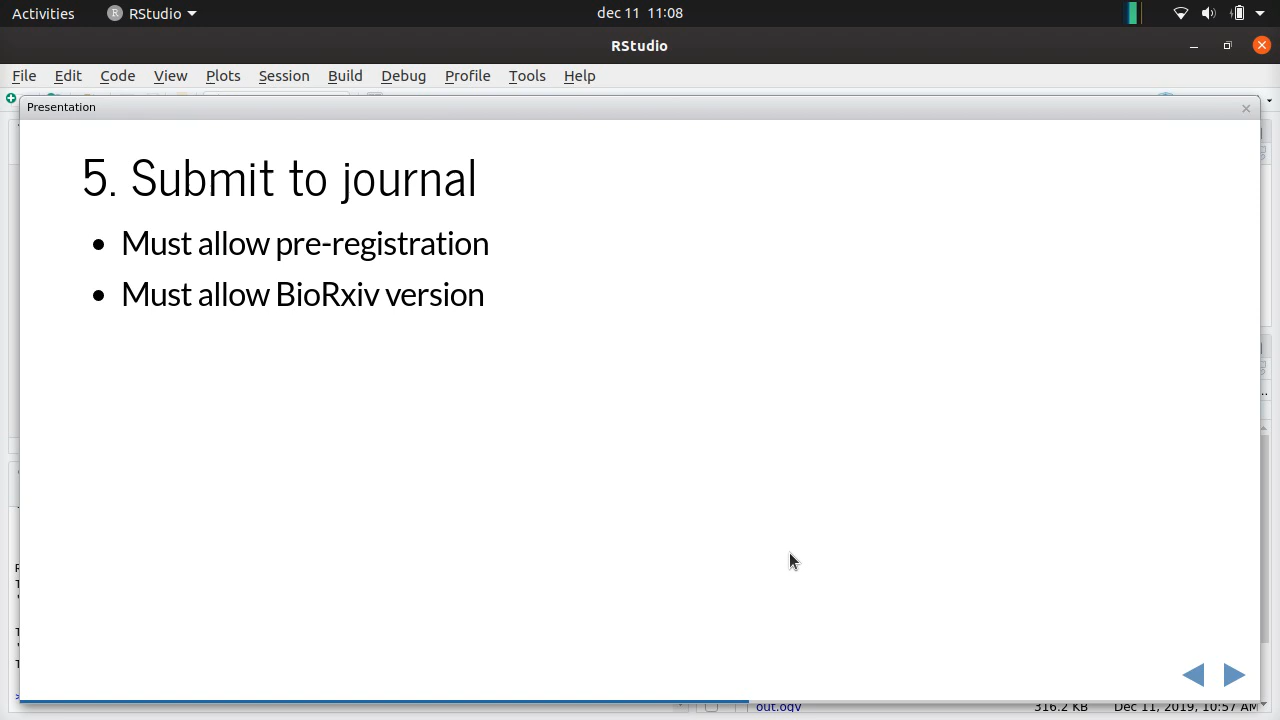 Activities
RStudio
dec 11 11:08
RStudio
File Edit Code View Plots Session Build Debug Profile Tools Help
Presentation
5. Submit to journal
Must allow pre-registration
Must allow BioRxiv version
out.ogv 316.2 KB Dec 11, 2019, 10:57 AM